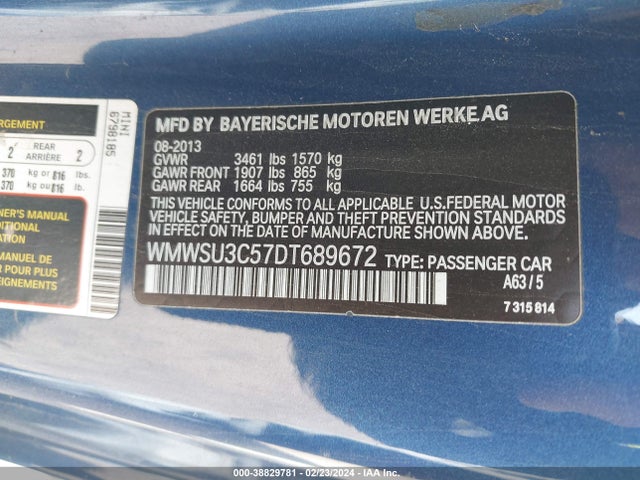 MFD BY BAYERISCHE MOTOREN WERKE AG
08-2013
GVWR 3461 lbs 1570 kg
GAWR FRONT 1907 lbs 865 kg
GAWR REAR 1664 lbs 755 kg
THIS VEHICLE CONFORMS TO ALL APPLICABLE U.S.FEDERAL MOTOR
VEHICLE SAFETY, BUMPER AND THEFT PREVENTION STANDARDS
IN EFFECT ON THE DATE OF MANUFACTURE SHOWN ABOVE.
WMWSU3C57DT689672 TYPE: PASSENGER CAR
A63 / 5
7 315 814
MINI
6798185
REAR
2 ARRIÈRE 2
370 kg or 816 lbs.
370 kg ou 816 lb.
NER'S MANUAL
DITIONAL
MATION
EL DE
POUR PLUS
EIGNEMENTS
000-38829781 - 02/23/2024 - IAA Inc.